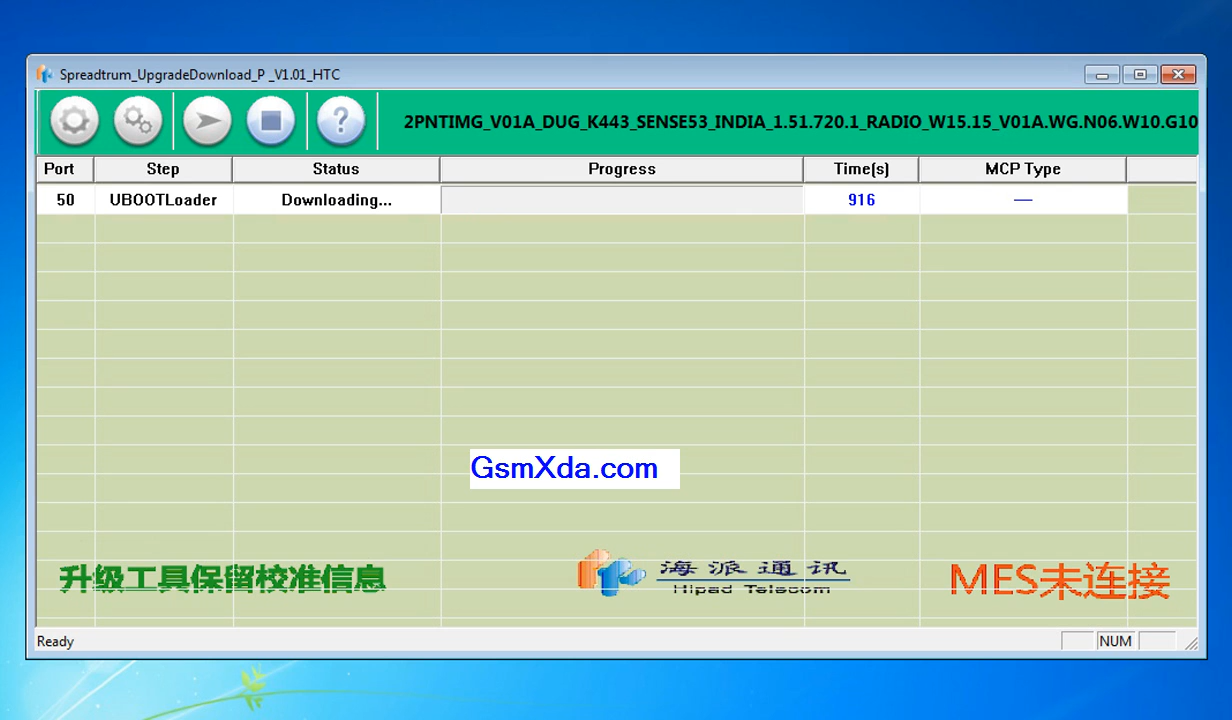 Spreadtrum_UpgradeDownload_P _V1.01_HTC
2PNTIMG_V01A_DUG_K443_SENSE53_INDIA_1.51.720.1_RADIO_W15.15_V01A.WG.N06.W10.G10
Port Step Status Progress Time(s) MCP Type
50 UBOOTLoader Downloading... 916 —
GsmXda.com
升级工具保留校准信息
海派通讯
Hipad Telecom
MES未连接
Ready NUM